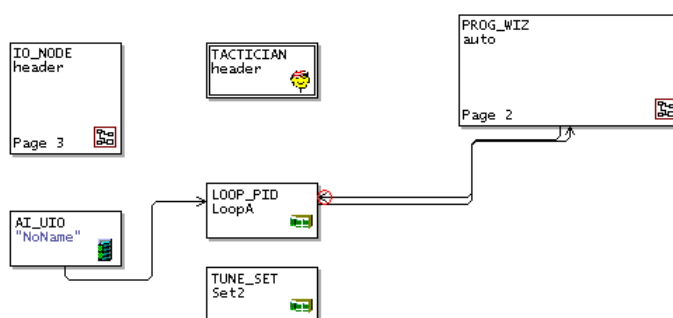 IO_NODE
header
Page 3
TACTICIAN
header
PROG_WIZ
auto
Page 2
AI_UIO
"NoName"
LOOP_PID
LoopA
TUNE_SET
Set2